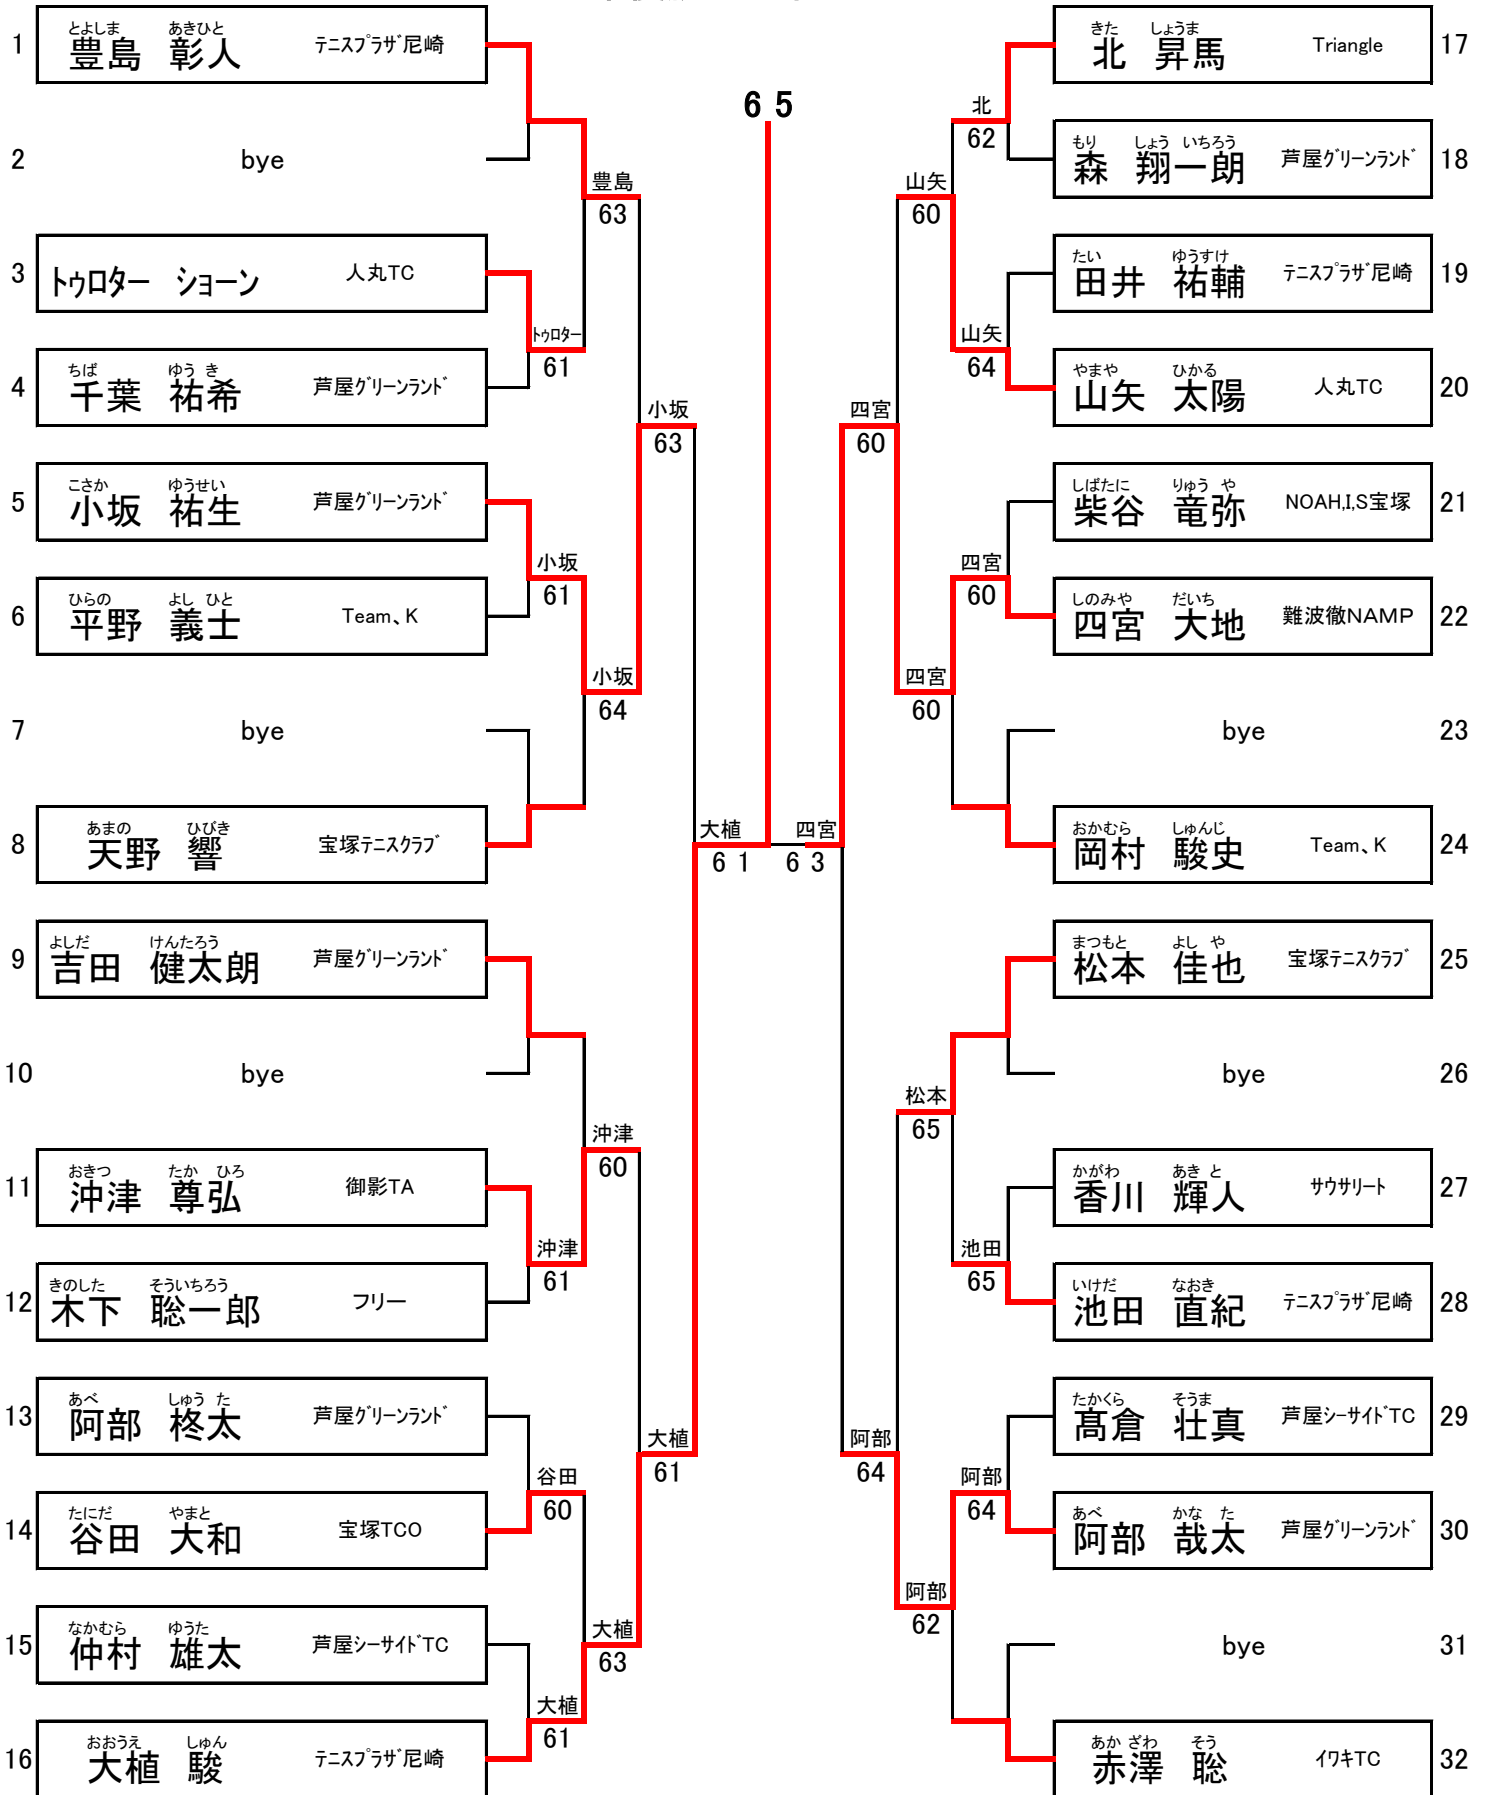 1 とよしま あきひと
豊島 彰人 テニスプラザ尼崎
2 bye
豊島
63
3 トゥロター ショーン 人丸TC
トゥロター
61
4 ちば ゆう き
千葉 祐希 芦屋グリーンランド
小坂
63
5 こさか ゆうせい
小坂 祐生 芦屋グリーンランド
小坂
61
6 ひらの よし ひと
平野 義士 Team、K
小坂
64
7 bye
8 あまの ひびき
天野 響 宝塚テニスクラブ
大植
6 1
9 よしだ けんたろう
吉田 健太朗 芦屋グリーンランド
10 bye
沖津
60
11 おきつ たか ひろ
沖津 尊弘 御影TA
沖津
61
12 きのした そういちろう
木下 聡一郎 フリー
13 あべ しゅう た
阿部 柊太 芦屋グリーンランド
大植
61
谷田
60
14 たにだ やまと
谷田 大和 宝塚TCO
15 なかむら ゆうた
仲村 雄太 芦屋シーサイドTC
大植
63
大植
61
16 おおうえ しゅん
大植 駿 テニスプラザ尼崎
6 5
きた しょうま
北 昇馬 Triangle 17
北
62
もり しょう いちろう
森 翔一朗 芦屋グリーンランド 18
山矢
60
たい ゆうすけ
田井 祐輔 テニスプラザ尼崎 19
山矢
64
やまや ひかる
山矢 太陽 人丸TC 20
四宮
60
しばたに りゅう や
柴谷 竜弥 NOAH,I,S宝塚 21
四宮
60
しのみや だいち
四宮 大地 難波徹NAMP 22
四宮
60
bye 23
おかむら しゅんじ
岡村 駿史 Team、K 24
四宮
6 3
まつもと よし や
松本 佳也 宝塚テニスクラブ 25
bye 26
松本
65
かがわ あき と
香川 輝人 サウサリート 27
池田
65
いけだ なおき
池田 直紀 テニスプラザ尼崎 28
たかくら そうま
髙倉 壮真 芦屋シーサイドTC 29
阿部
64
阿部
64
あべ かな た
阿部 哉太 芦屋グリーンランド 30
阿部
62
bye 31
あか ざわ そう
赤澤 聡 イワキTC 32